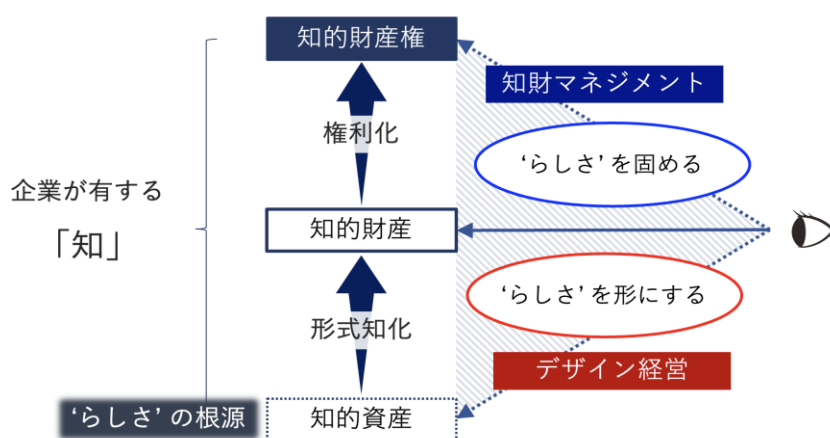 知的財産権
知財マネジメント
権利化
‘らしさ’を固める
企業が有する
「知」
知的財産
‘らしさ’を形にする
形式知化
デザイン経営
‘らしさ’の根源
知的資産